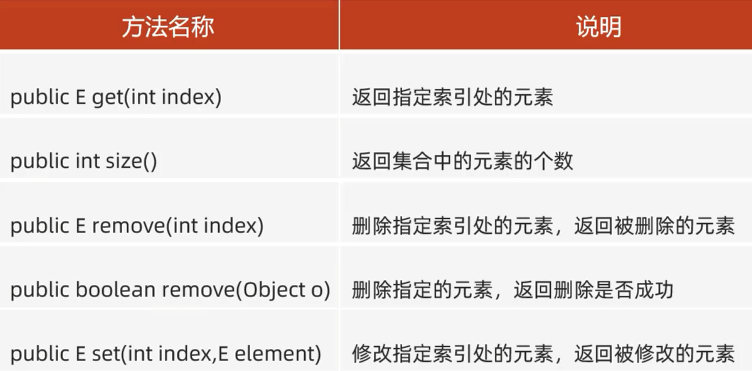 方法名称 说明
public E get(int index) 返回指定索引处的元素
public int size() 返回集合中的元素的个数
public E remove(int index) 删除指定索引处的元素，返回被删除的元素
public boolean remove(Object o) 删除指定的元素，返回删除是否成功
public E set(int index,E element) 修改指定索引处的元素，返回被修改的元素